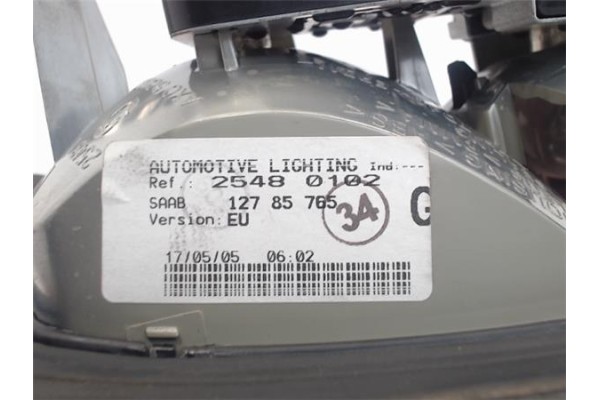 AUTOMOTIVE LIGHTING Ind:---
Ref.: 2548 0102
SAAB 127 85 765
34
G
Version: EU
17/05/05 06:02